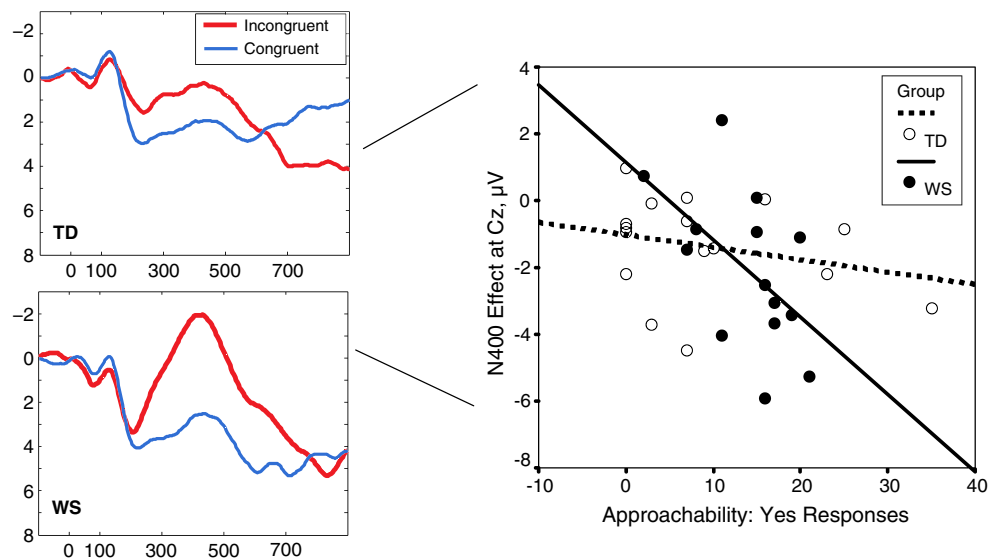 −2
0
2
4
6
8
Incongruent
Congruent
TD
0 100 300 500 700
−2
0
2
4
6
8
WS
0 100 300 500 700
4
2
0
-2
-4
-6
-8
N400 Effect at Cz, μV
Group
TD
WS
-10 0 10 20 30 40
Approachability: Yes Responses